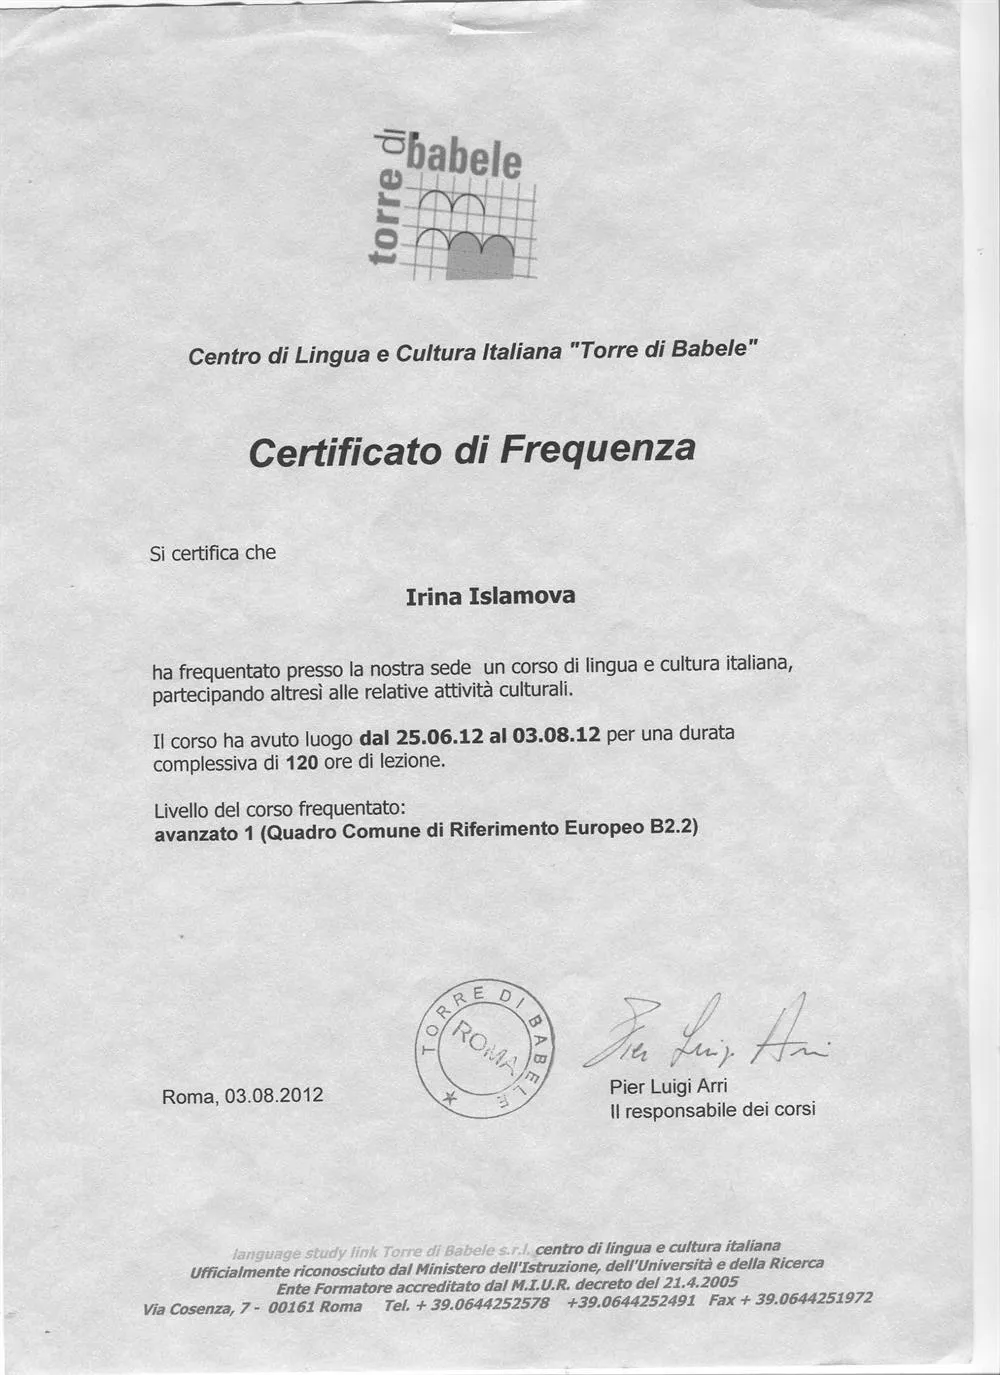 torre di babele
Centro di Lingua e Cultura Italiana "Torre di Babele"
Certificato di Frequenza
Si certifica che
Irina Islamova
ha frequentato presso la nostra sede un corso di lingua e cultura italiana,
partecipando altresì alle relative attività culturali.
Il corso ha avuto luogo dal 25.06.12 al 03.08.12 per una durata
complessiva di 120 ore di lezione.
Livello del corso frequentato:
avanzato 1 (Quadro Comune di Riferimento Europeo B2.2)
TORRE DI BABELE
ROMA
Pier Luigi Arri
Roma, 03.08.2012
Pier Luigi Arri
Il responsabile dei corsi
language study link Torre di Babele s.r.l. centro di lingua e cultura italiana
Ufficialmente riconosciuto dal Ministero dell'Istruzione, dell'Università e della Ricerca
Ente Formatore accreditato dal M.I.U.R. decreto del 21.4.2005
Via Cosenza, 7 - 00161 Roma Tel. + 39.0644252578 +39.0644252491 Fax + 39.0644251972